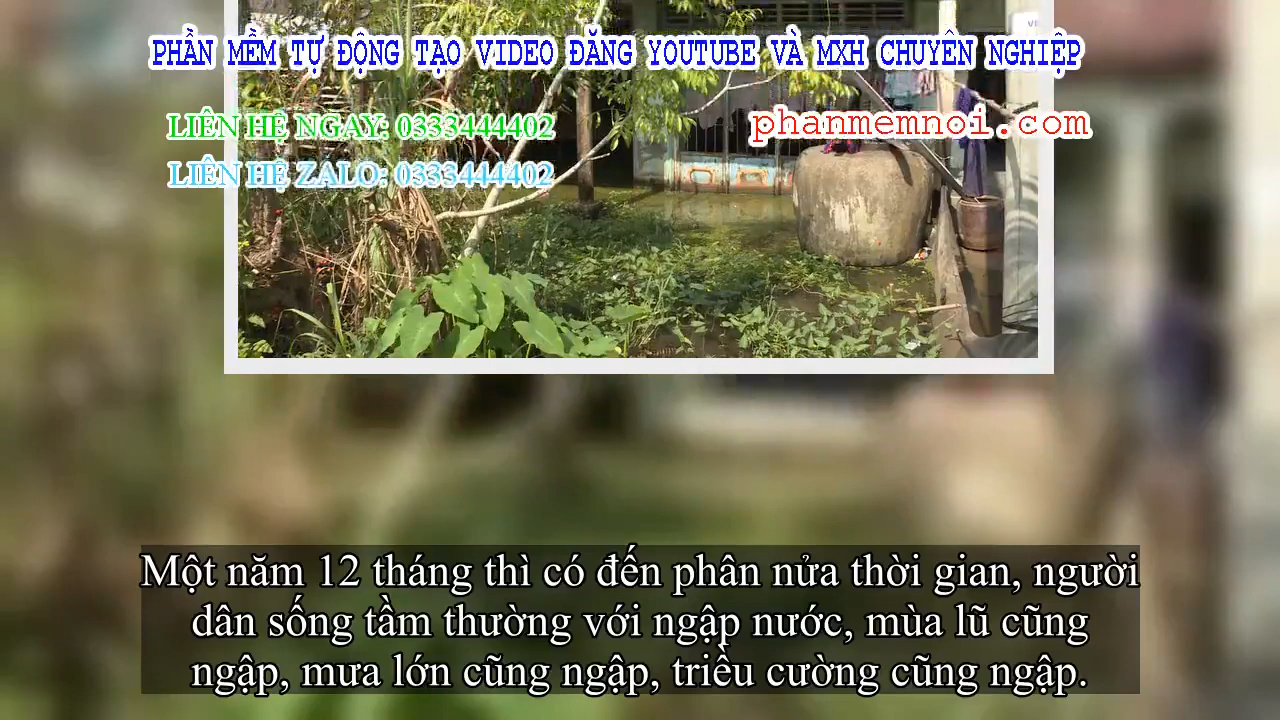 PHẦN MỀM TỰ ĐỘNG TẠO VIDEO ĐĂNG YOUTUBE VÀ MXH CHUYÊN NGHIỆP
LIÊN HỆ NGAY: 0333444402
phanmemnoi.com
LIÊN HỆ ZALO: 0333444402
Một năm 12 tháng thì có đến phân nửa thời gian, người
dân sống tầm thường với ngập nước, mùa lũ cũng
ngập, mưa lớn cũng ngập, triều cường cũng ngập.